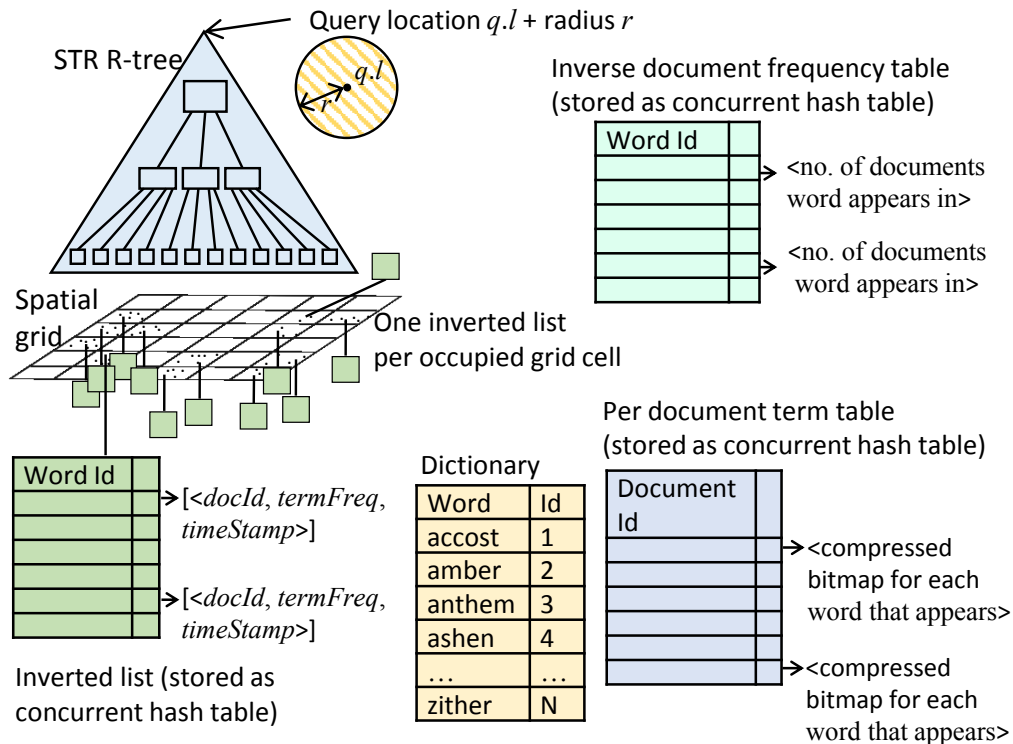 Query location q.l + radius r
STR R-tree
q.l
r
Inverse document frequency table
(stored as concurrent hash table)
Word Id
<no. of documents
word appears in>
<no. of documents
word appears in>
Spatial
grid
One inverted list
per occupied grid cell
Word Id
[<docId, termFreq,
timeStamp>]
[<docId, termFreq,
timeStamp>]
Inverted list (stored as
concurrent hash table)
Dictionary
Word Id
accost 1
amber 2
anthem 3
ashen 4
... ...
zither N
Per document term table
(stored as concurrent hash table)
Document
Id
<compressed
bitmap for each
word that appears>
<compressed
bitmap for each
word that appears>